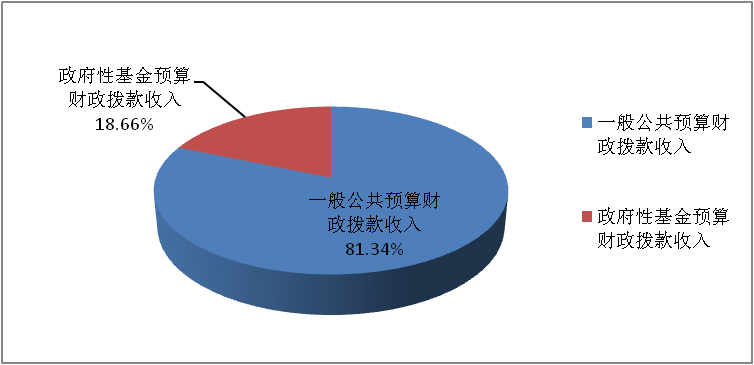 政府性基金预算
财政拨款收入
18.66%
一般公共预算财
政拨款收入
81.34%
一般公共预算财
政拨款收入
政府性基金预算
财政拨款收入